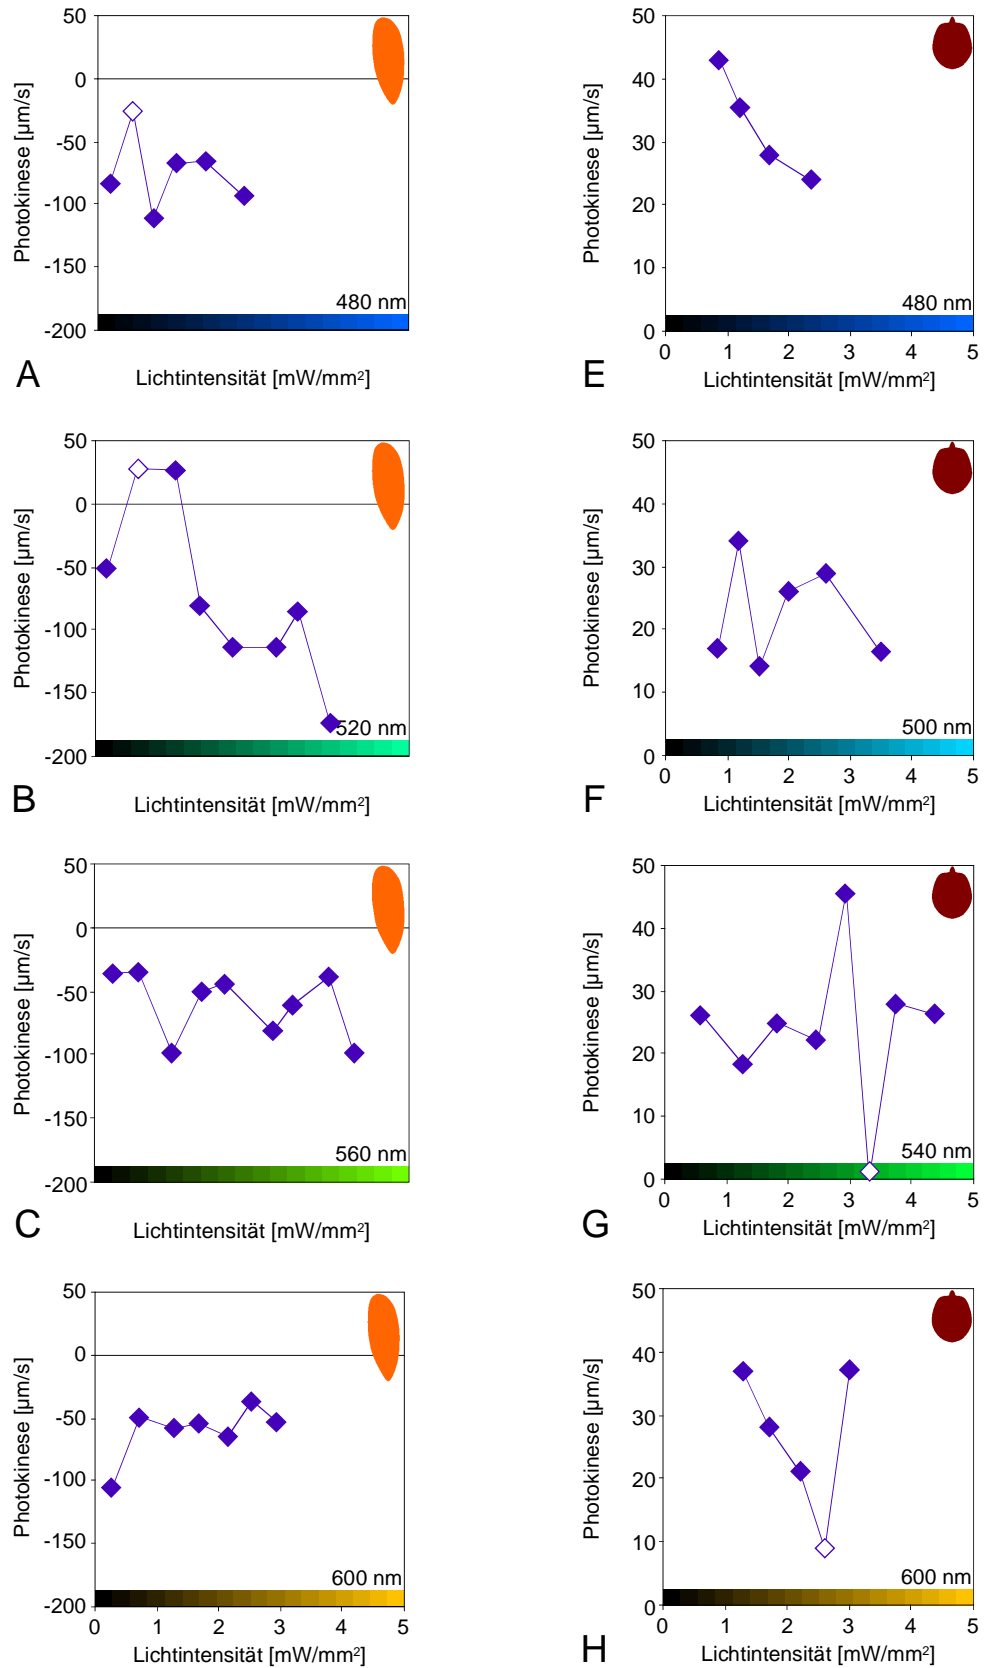 50
0
-50
-100
-150
-200
Photokinese [µm/s]
480 nm
A
Lichtintensität [mW/mm²]
50
40
30
20
10
0
Photokinese [µm/s]
480 nm
0 1 2 3 4 5
E
Lichtintensität [mW/mm²]
50
0
-50
-100
-150
-200
Photokinese [µm/s]
520 nm
B
Lichtintensität [mW/mm²]
50
40
30
20
10
0
Photokinese [µm/s]
500 nm
0 1 2 3 4 5
F
Lichtintensität [mW/mm²]
50
0
-50
-100
-150
-200
Photokinese [µm/s]
560 nm
C
Lichtintensität [mW/mm²]
50
40
30
20
10
0
Photokinese [µm/s]
540 nm
0 1 2 3 4 5
G
Lichtintensität [mW/mm²]
50
0
-50
-100
-150
-200
Photokinese [µm/s]
600 nm
0 1 2 3 4 5
Lichtintensität [mW/mm²]
50
40
30
20
10
0
Photokinese [µm/s]
600 nm
0 1 2 3 4 5
H
Lichtintensität [mW/mm²]